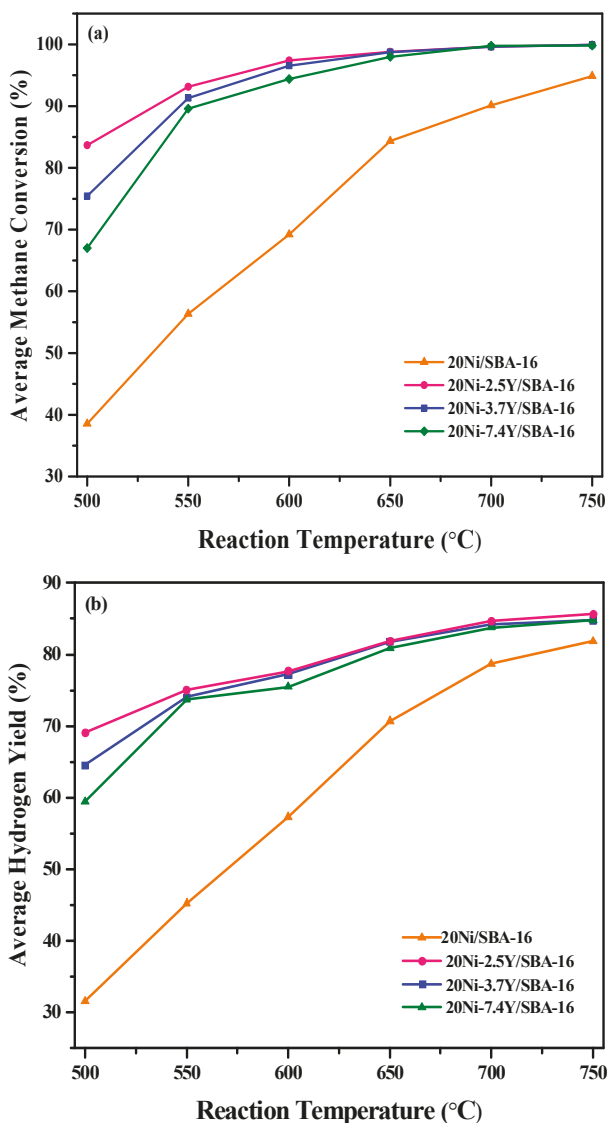 (a)
100
90
80
70
60
50
40
30
Average Methane Conversion (%)
20Ni/SBA-16
20Ni-2.5Y/SBA-16
20Ni-3.7Y/SBA-16
20Ni-7.4Y/SBA-16
500 550 600 650 700 750
Reaction Temperature (°C)
(b)
90
80
70
60
50
40
30
Average Hydrogen Yield (%)
20Ni/SBA-16
20Ni-2.5Y/SBA-16
20Ni-3.7Y/SBA-16
20Ni-7.4Y/SBA-16
500 550 600 650 700 750
Reaction Temperature (°C)